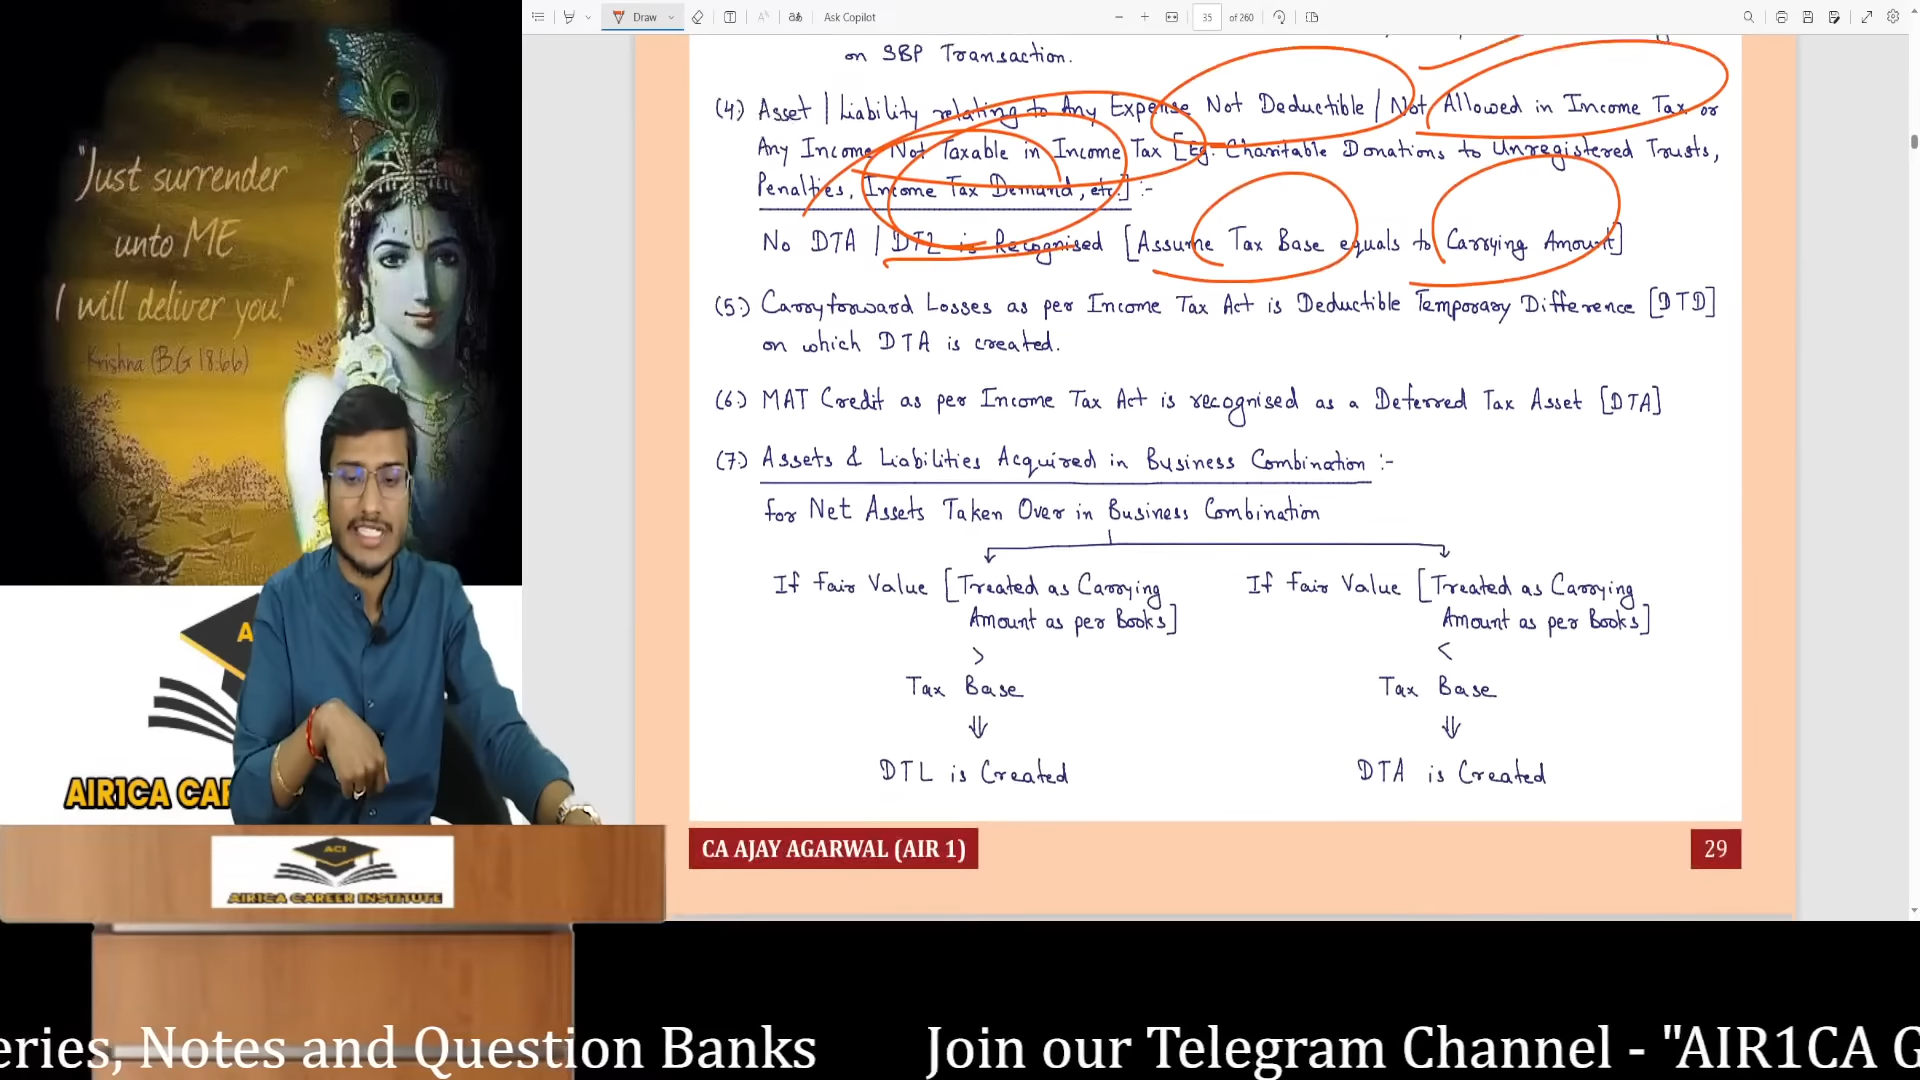 Draw
Ask Copilot
35
of 260
on SBP Transaction.
(4) Asset | Liability relating to Any Expense Not Deductible / Not Allowed in Income Tax or
Any Income Not Taxable in Income Tax [Eg. Charitable Donations to Unregistered Trusts,
Penalties, Income Tax Demand, etc.] :-
No DTA | DTL is Recognised [Assume Tax Base equals to Carrying Amount]
(5.) Carryforward Losses as per Income Tax Act is Deductible Temporary Difference [DTD]
on which DTA is created.
(6.) MAT Credit as per Income Tax Act is recognised as a Deferred Tax Asset [DTA]
(7.) Assets & Liabilities Acquired in Business Combination :-
for Net Assets Taken Over in Business Combination
If Fair Value [Treated as Carrying
Amount as per Books]
>
Tax Base
⇓
DTL is Created
If Fair Value [Treated as Carrying
Amount as per Books]
<
Tax Base
⇓
DTA is Created
CA AJAY AGARWAL (AIR 1)
29
"Just surrender
unto ME
I will deliver you!"
Krishna (B.G 18.66)
A
AIR1CA CAR
ACI
AIR1CA CAREER INSTITUTE
eries, Notes and Question Banks
Join our Telegram Channel - "AIR1CA G